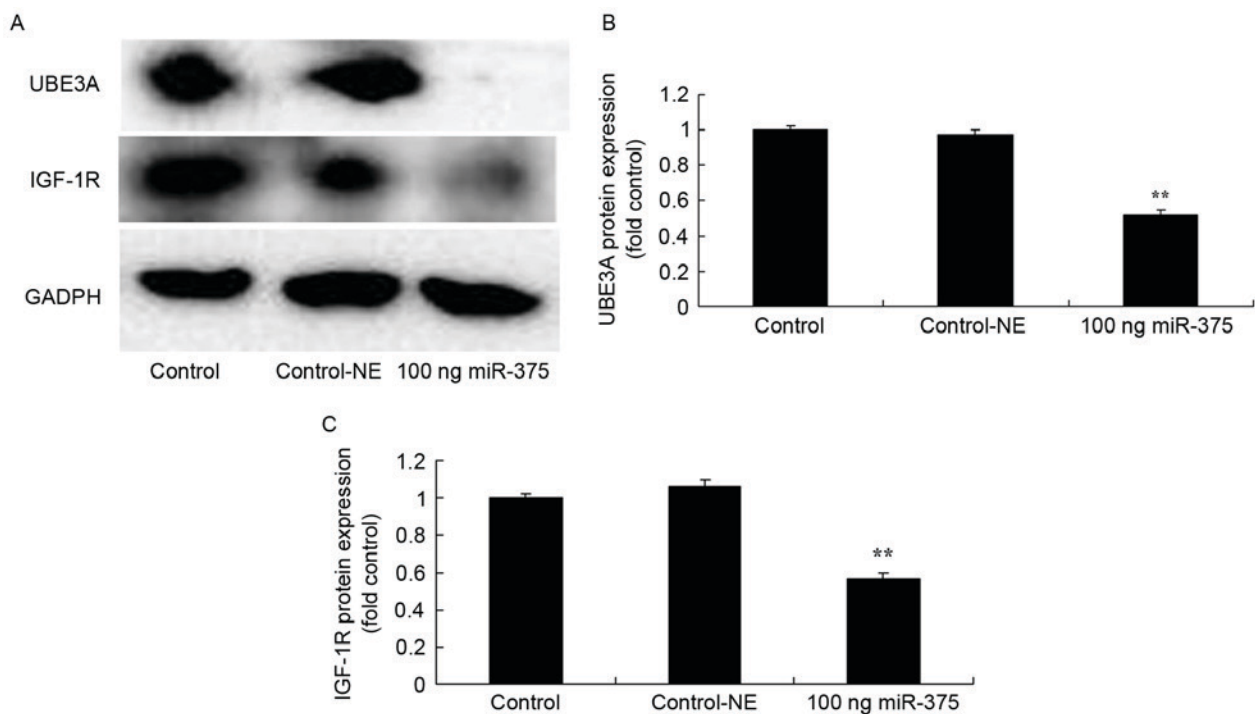 A
UBE3A
IGF-1R
GADPH
Control Control-NE 100 ng miR-375
B
UBE3A protein expression
(fold control)
1.2
1
0.8
0.6
0.4
0.2
0
**
Control Control-NE 100 ng miR-375
C
IGF-1R protein expression
(fold control)
1.2
1
0.8
0.6
0.4
0.2
0
**
Control Control-NE 100 ng miR-375